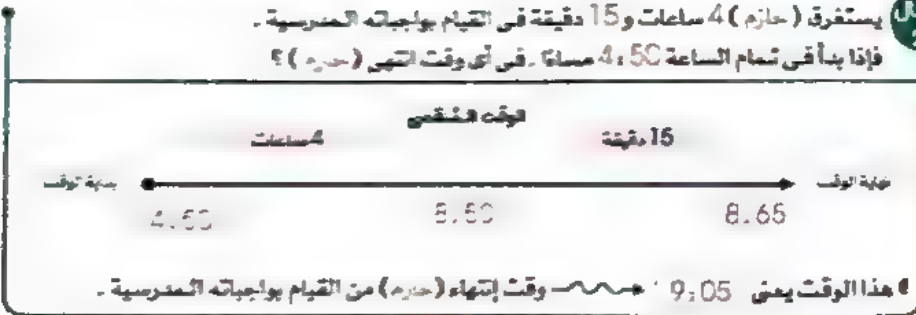 يستغرق (حازم) 4 ساعات و 15 دقيقة في القيام بواجباته المدرسية .
فإذا بدأ في تمام الساعة 4:50 مساءً . في أي وقت انتهى (حازم) ؟
الوقت المنقضي
4 ساعات 15 دقيقة
بداية الوقت نهاية الوقت
4:50 8:50 8:65
هذا الوقت يعني 9:05 وقت إنتهاء (حازم) من القيام بواجباته المدرسية .